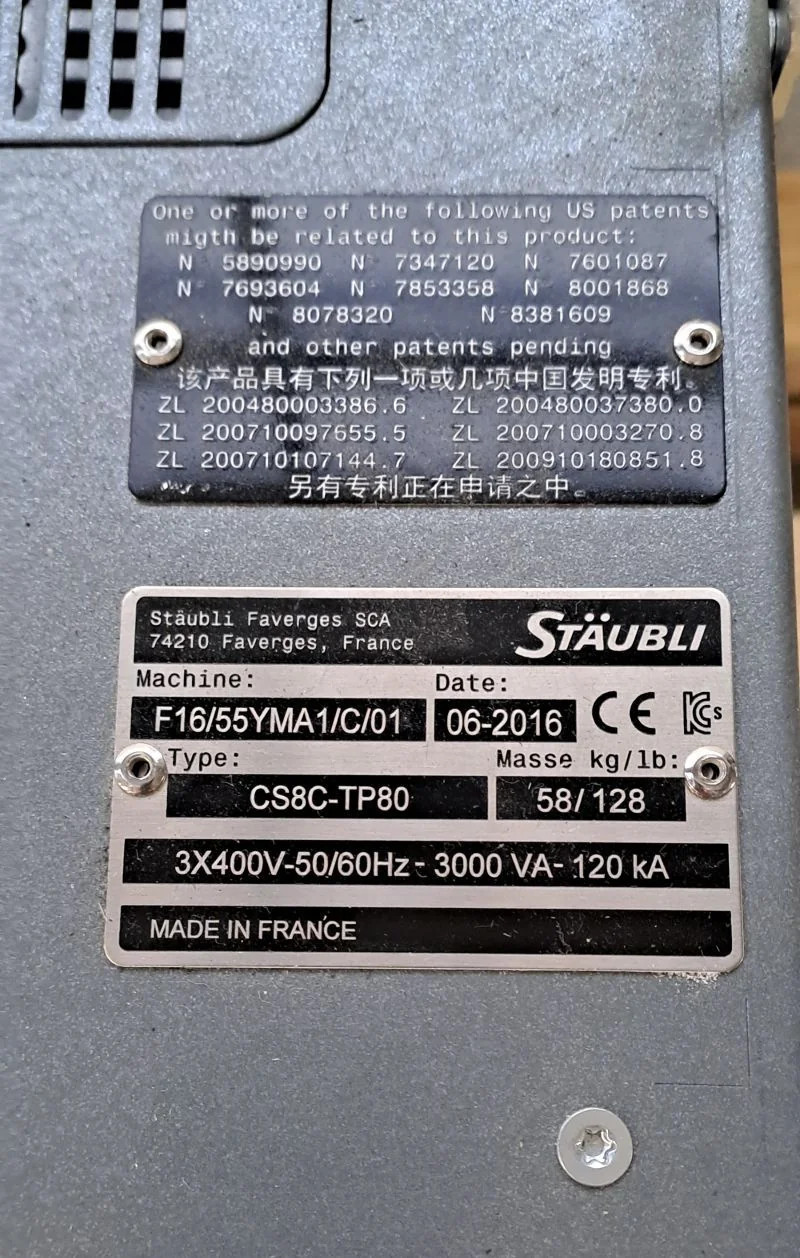 One or more of the following US patents
migth be related to this product:
N° 5890990 N° 7347120 N° 7601087
N° 7693604 N° 7853358 N° 8001868
N° 8078320 N° 8381609
and other patents pending
该产品具有下列一项或几项中国发明专利。
ZL 200480003386.6 ZL 200480037380.0
ZL 200710097655.5 ZL 200710003270.8
ZL 200710107144.7 ZL 200910180851.8
另有专利正在申请之中。
Stäubli Faverges SCA
74210 Faverges, France
STÄUBLI
Machine: Date:
F16/55YMA1/C/01 06-2016 CE KCs
Type: Masse kg/lb:
CS8C-TP80 58/128
3X400V-50/60Hz- 3000 VA- 120 kA
MADE IN FRANCE